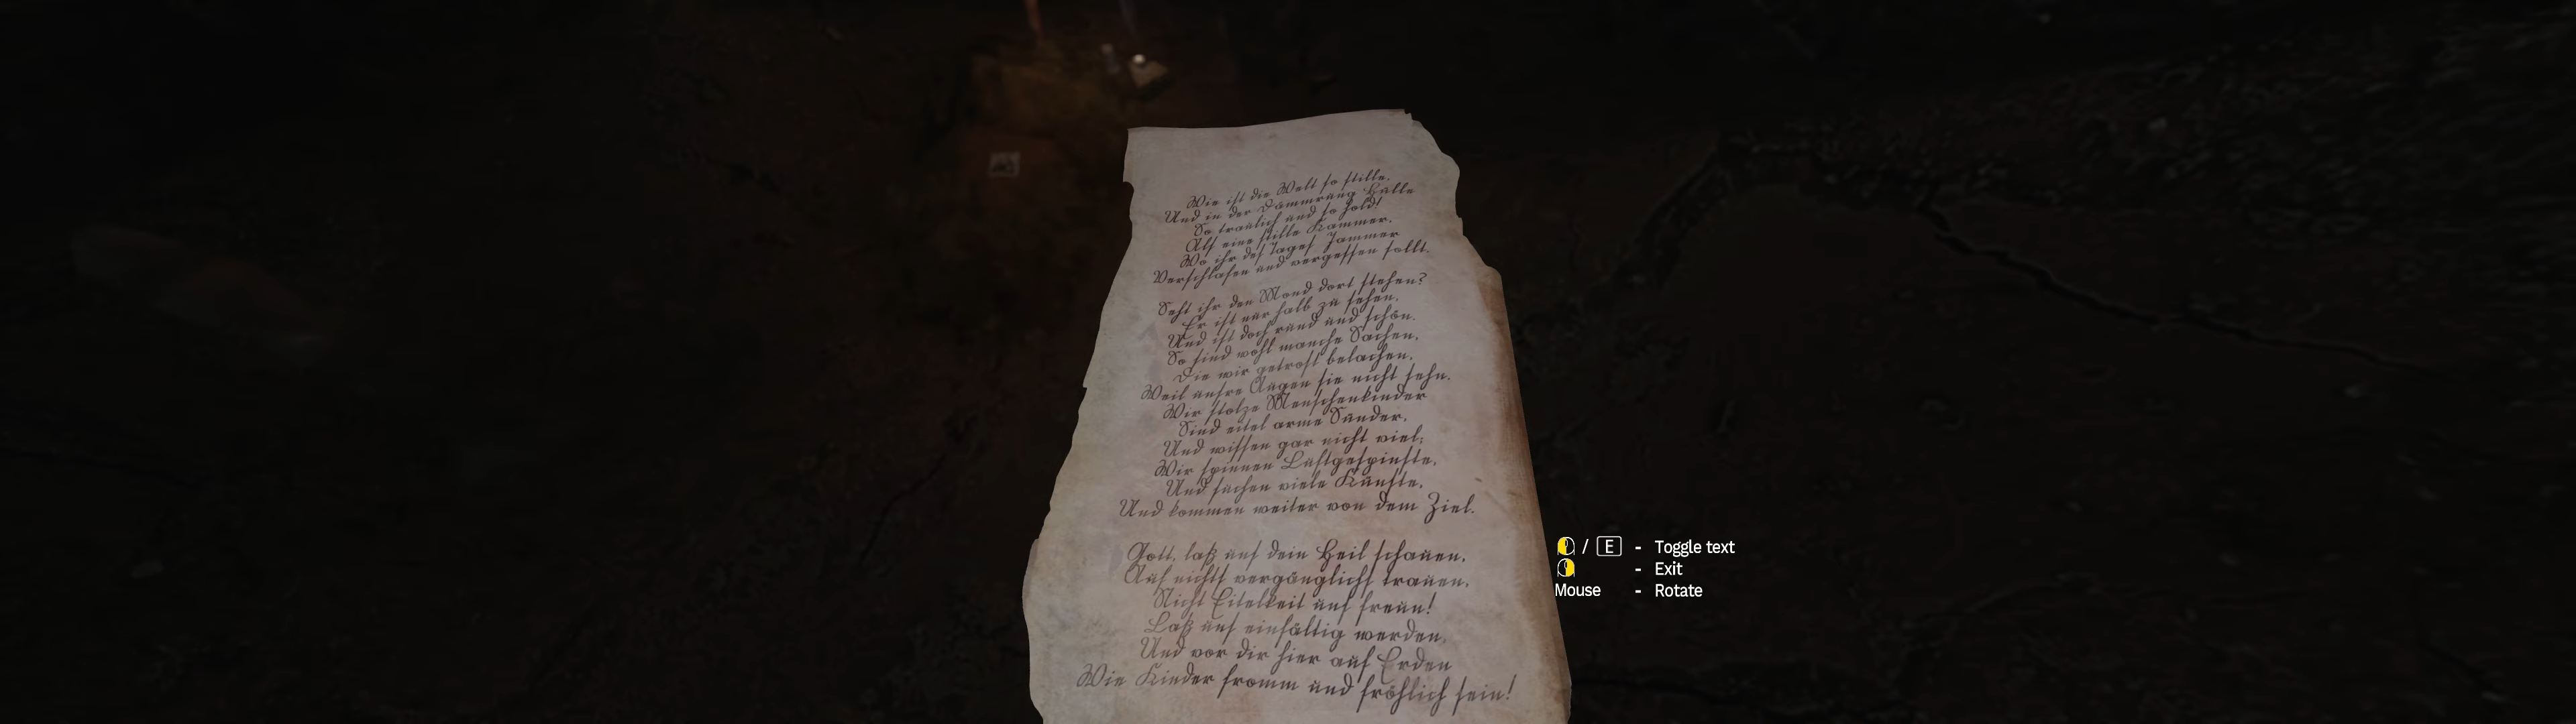 Wie ist die Welt so stille,
Und in der Dämmrung Hülle
So traulich und so hold!
Als eine stille Kammer,
Wo ihr des Tages Jammer
Verschlafen und vergessen sollt.
Seht ihr den Mond dort stehen?
Er ist nur halb zu sehen,
Und ist doch rund und schön.
So sind wohl manche Sachen,
Die wir getrost belachen,
Weil unsre Augen sie nicht sehn.
Wir stolze Menschenkinder
Sind eitel arme Sünder,
Und wissen gar nicht viel;
Wir spinnen Luftgespinste,
Und suchen viele Künste,
Und kommen weiter von dem Ziel.
Gott, laß uns dein Heil schauen,
Auf nichts vergänglichs trauen,
Nicht Eitelkeit uns freun!
Laß uns einfältig werden,
Und vor dir hier auf Erden
Wie Kinder fromm und fröhlich sein!
/ E - Toggle text
- Exit
Mouse - Rotate